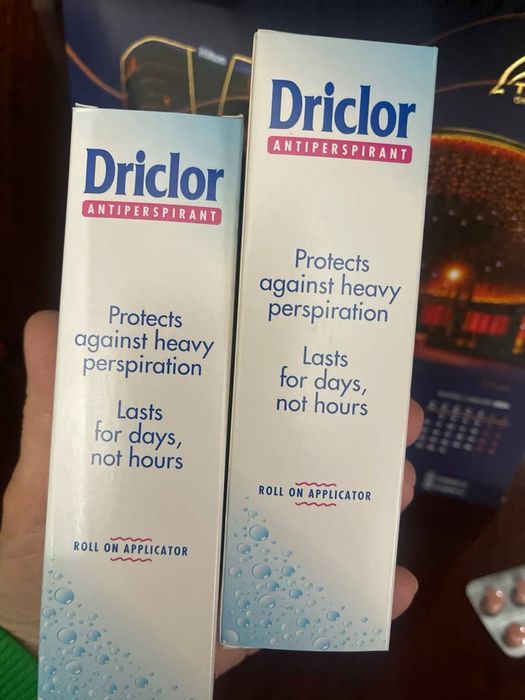 Driclor
ANTIPERSPIRANT
Protects
against heavy
perspiration
Lasts
for days,
not hours
ROLL ON APPLICATOR
Driclor
ANTIPERSPIRANT
Protects
against heavy
perspiration
Lasts
for days,
not hours
ROLL ON APPLICATOR